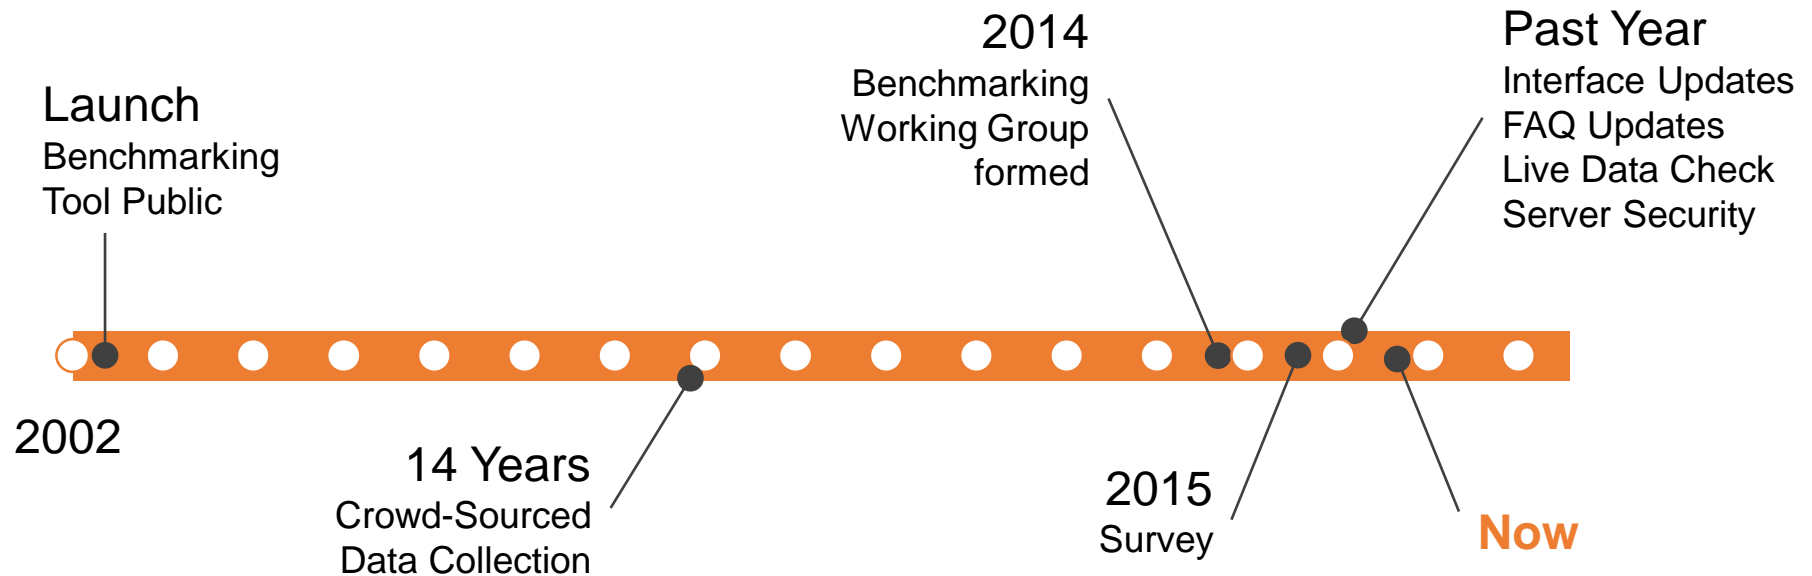 Launch
Benchmarking
Tool Public
2014
Benchmarking
Working Group
formed
Past Year
Interface Updates
FAQ Updates
Live Data Check
Server Security
2002
14 Years
Crowd-Sourced
Data Collection
2015
Survey
Now